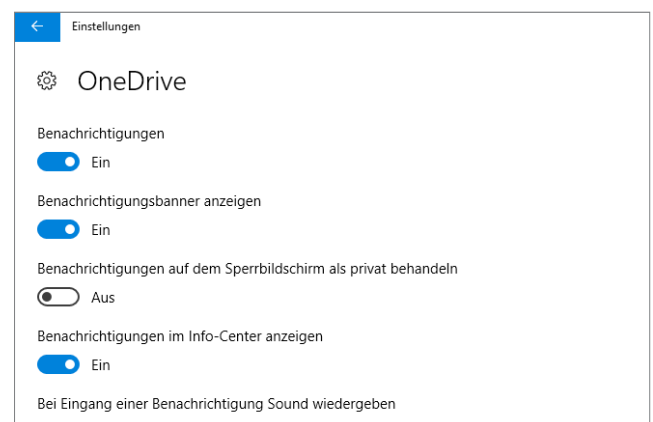 Einstellungen
OneDrive
Benachrichtigungen
Ein
Benachrichtigungsbanner anzeigen
Ein
Benachrichtigungen auf dem Sperrbildschirm als privat behandeln
Aus
Benachrichtigungen im Info-Center anzeigen
Ein
Bei Eingang einer Benachrichtigung Sound wiedergeben